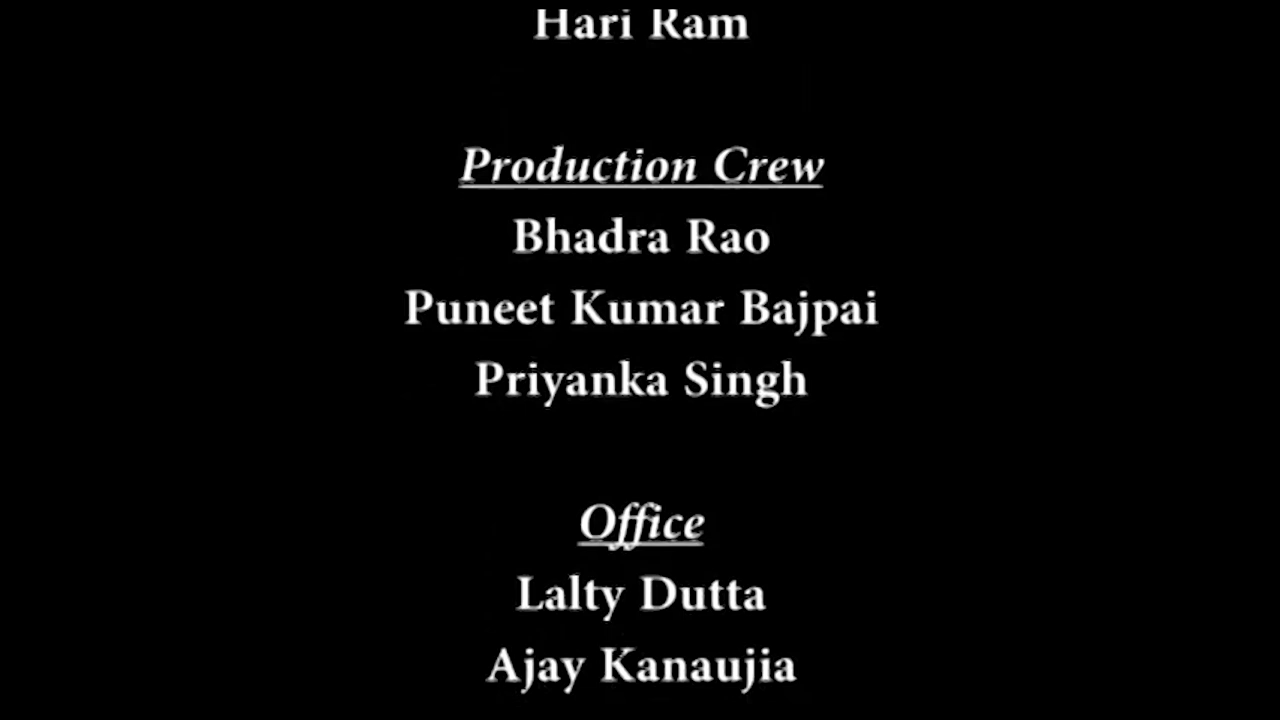 Hari Ram
Production Crew
Bhadra Rao
Puneet Kumar Bajpai
Priyanka Singh
Office
Lalty Dutta
Ajay Kanaujia